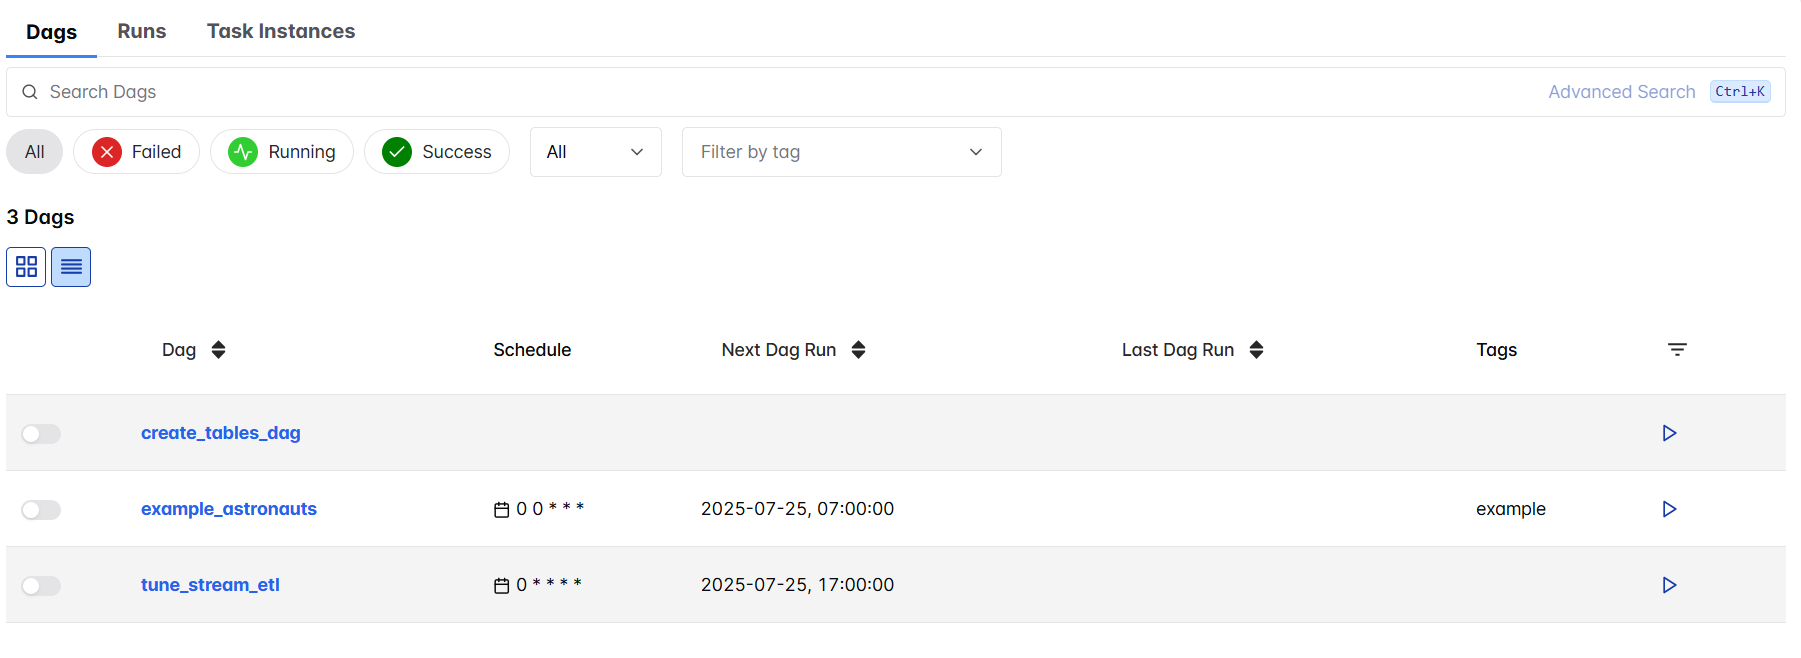 Dags Runs Task Instances
Search Dags Advanced Search Ctrl+K
All Failed Running Success All Filter by tag
3 Dags
Dag Schedule Next Dag Run Last Dag Run Tags
create_tables_dag
example_astronauts 0 0 * * * 2025-07-25, 07:00:00 example
tune_stream_etl 0 * * * * 2025-07-25, 17:00:00